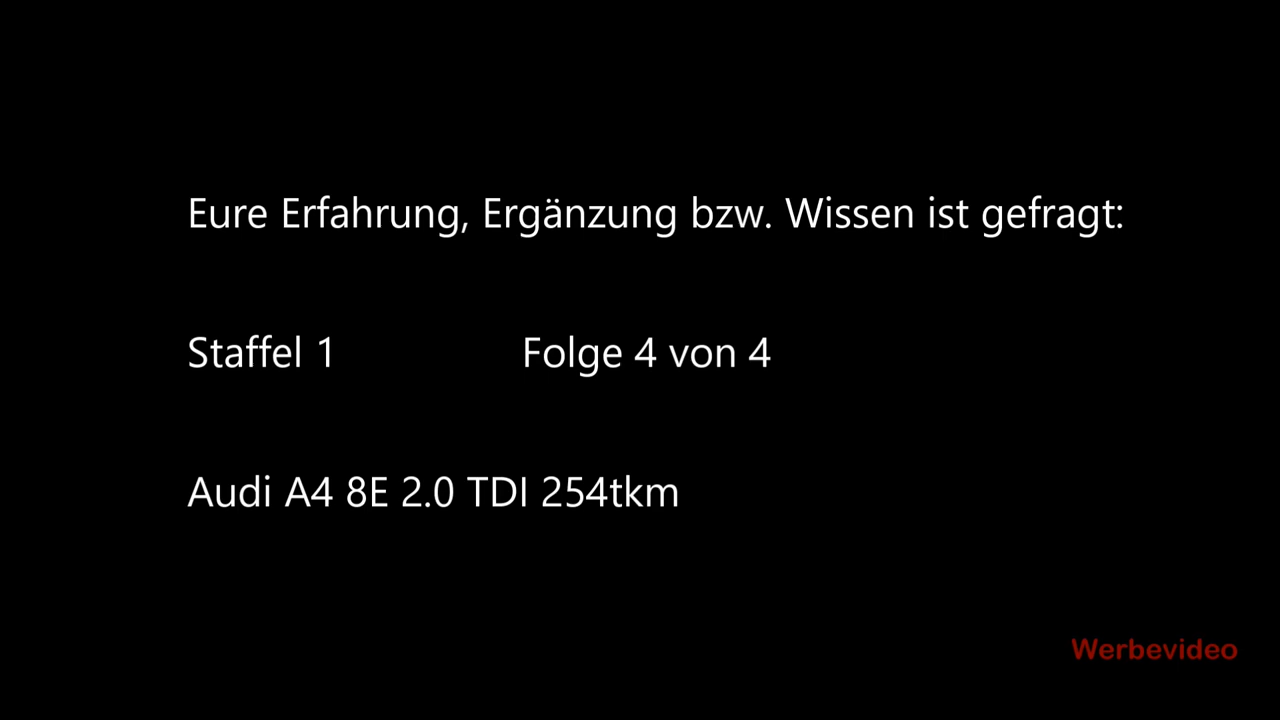 Eure Erfahrung, Ergänzung bzw. Wissen ist gefragt:
Staffel 1 Folge 4 von 4
Audi A4 8E 2.0 TDI 254tkm
Werbevideo